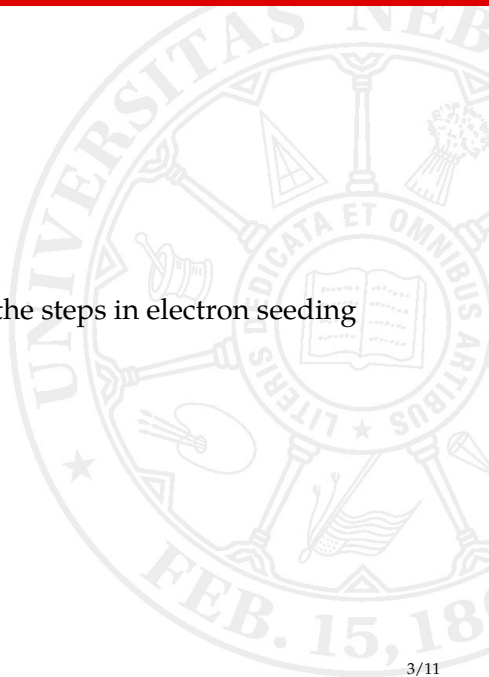 UNIVERSITAS NEB
DEDICATA ET OMNIBUS ARTIBUS
LITERIS
the steps in electron seeding
FEB. 15, 18
3/11